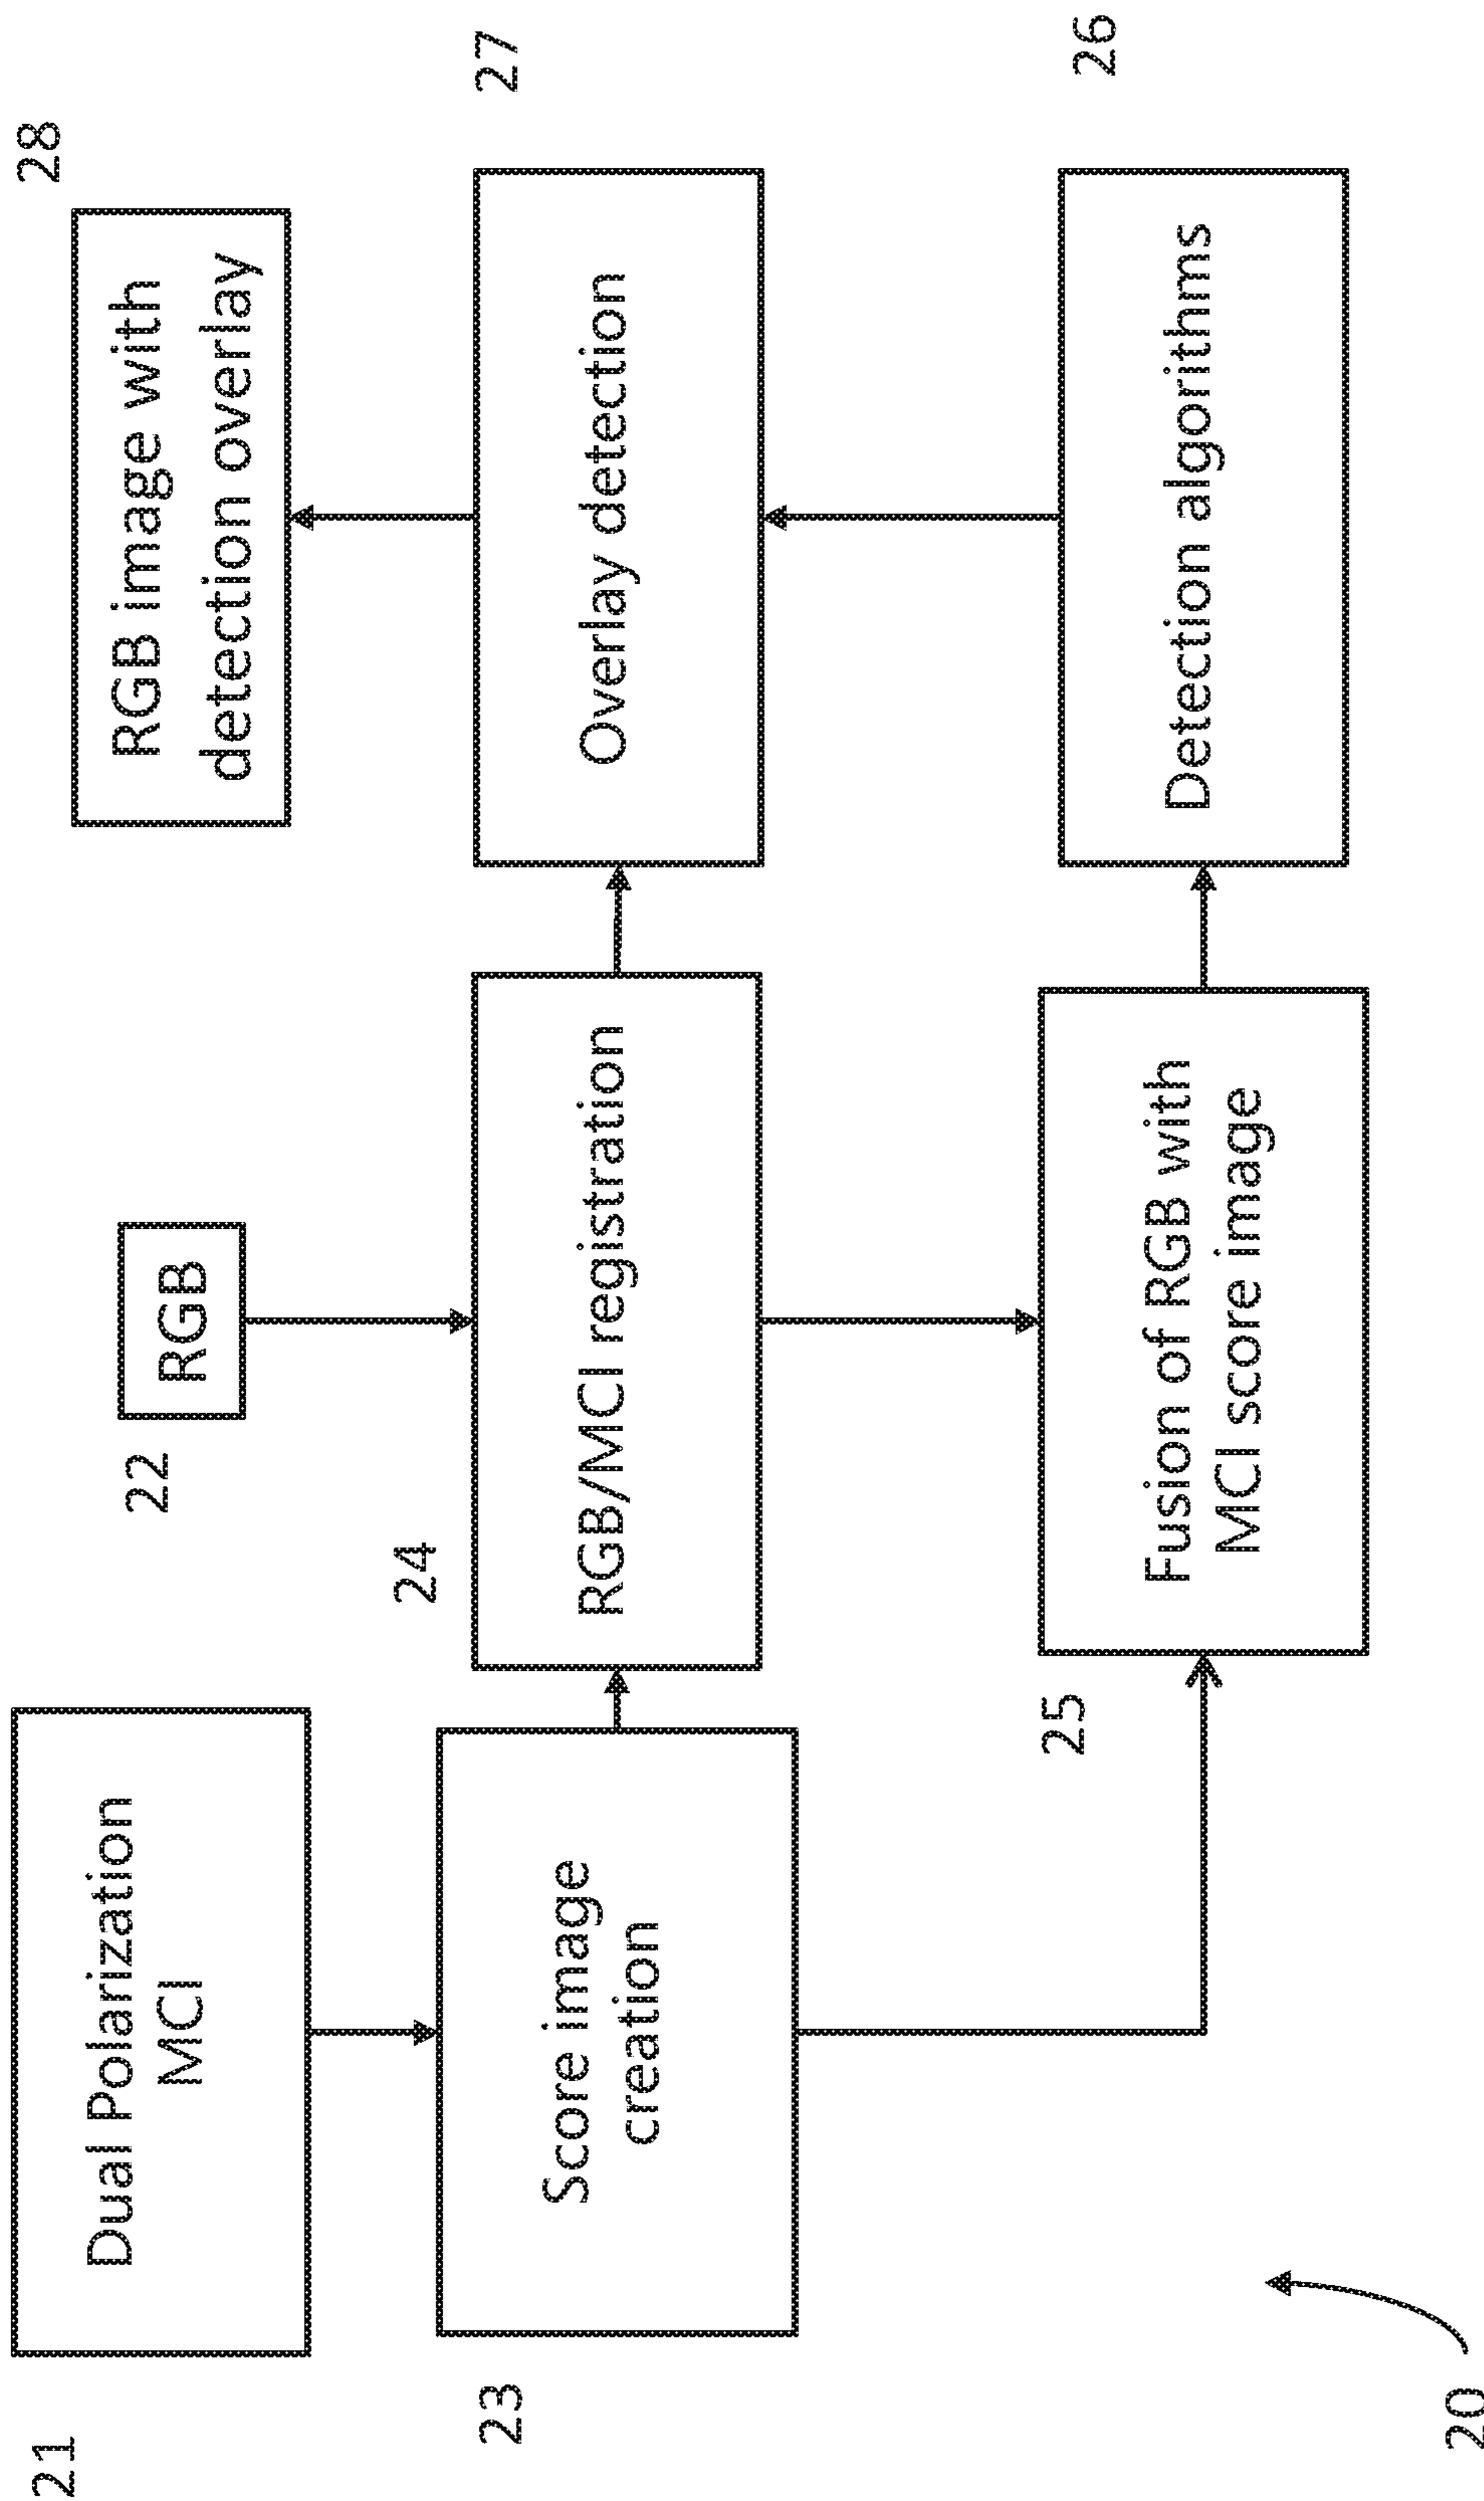 21
Dual Polarization
MCI
22
RGB
28
RGB image with
detection overlay
23
Score image
creation
24
RGB/MCI registration
27
Overlay detection
25
Fusion of RGB with
MCI score image
26
Detection algorithms
20